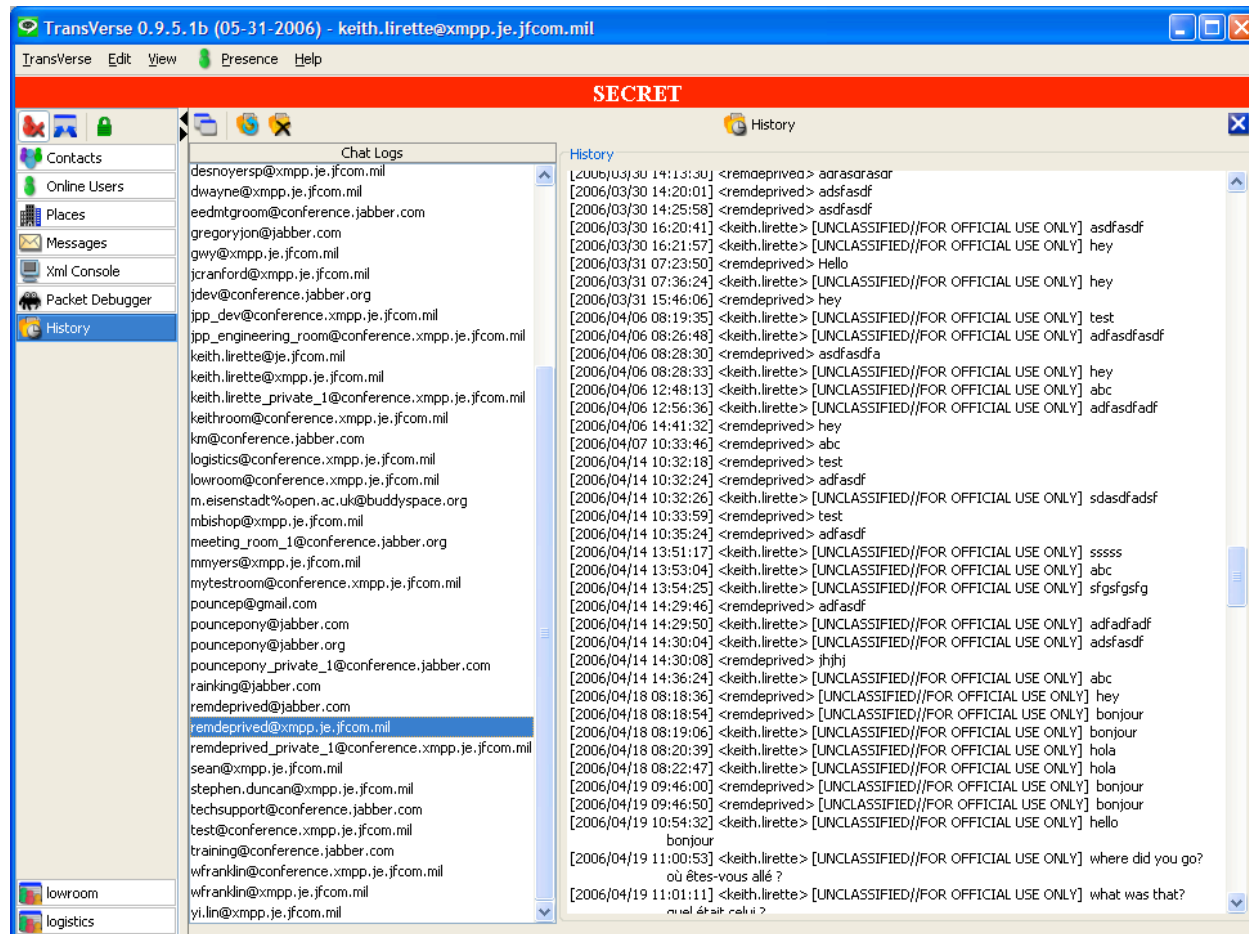 TransVerse 0.9.5.1b (05-31-2006) - keith.lirette@xmpp.je.jfcom.mil
TransVerse Edit View Presence Help
SECRET
History
Contacts
Online Users
Places
Messages
Xml Console
Packet Debugger
History
lowroom
logistics
Chat Logs
desnoyersp@xmpp.je.jfcom.mil
dwayne@xmpp.je.jfcom.mil
eedmtgroom@conference.jabber.com
gregoryjon@jabber.com
gwy@xmpp.je.jfcom.mil
jcranford@xmpp.je.jfcom.mil
jdev@conference.jabber.org
jpp_dev@conference.xmpp.je.jfcom.mil
jpp_engineering_room@conference.xmpp.je.jfcom.mil
keith.lirette@je.jfcom.mil
keith.lirette@xmpp.je.jfcom.mil
keith.lirette_private_1@conference.xmpp.je.jfcom.mil
keithroom@conference.xmpp.je.jfcom.mil
km@conference.jabber.com
logistics@conference.xmpp.je.jfcom.mil
lowroom@conference.xmpp.je.jfcom.mil
m.eisenstadt%open.ac.uk@buddyspace.org
mbishop@xmpp.je.jfcom.mil
meeting_room_1@conference.jabber.org
mmyers@xmpp.je.jfcom.mil
mytestroom@conference.xmpp.je.jfcom.mil
pouncep@gmail.com
pouncepony@jabber.com
pouncepony@jabber.org
pouncepony_private_1@conference.jabber.com
rainking@jabber.com
remdeprived@jabber.com
remdeprived@xmpp.je.jfcom.mil
remdeprived_private_1@conference.xmpp.je.jfcom.mil
sean@xmpp.je.jfcom.mil
stephen.duncan@xmpp.je.jfcom.mil
techsupport@conference.jabber.com
test@conference.xmpp.je.jfcom.mil
training@conference.jabber.com
wfranklin@conference.xmpp.je.jfcom.mil
wfranklin@xmpp.je.jfcom.mil
yi.lin@xmpp.je.jfcom.mil
History
[2006/03/30 14:13:30] <remdeprived> adfasdfasdf
[2006/03/30 14:20:01] <remdeprived> adsfasdf
[2006/03/30 14:25:58] <remdeprived> asdfasdf
[2006/03/30 16:20:41] <keith.lirette> [UNCLASSIFIED//FOR OFFICIAL USE ONLY] asdfasdf
[2006/03/30 16:21:57] <keith.lirette> [UNCLASSIFIED//FOR OFFICIAL USE ONLY] hey
[2006/03/31 07:23:50] <remdeprived> Hello
[2006/03/31 07:36:24] <keith.lirette> [UNCLASSIFIED//FOR OFFICIAL USE ONLY] hey
[2006/03/31 15:46:06] <remdeprived> hey
[2006/04/06 08:19:35] <keith.lirette> [UNCLASSIFIED//FOR OFFICIAL USE ONLY] test
[2006/04/06 08:26:48] <keith.lirette> [UNCLASSIFIED//FOR OFFICIAL USE ONLY] adfasdfasdf
[2006/04/06 08:28:30] <remdeprived> asdfasdfa
[2006/04/06 08:28:33] <keith.lirette> [UNCLASSIFIED//FOR OFFICIAL USE ONLY] hey
[2006/04/06 12:48:13] <keith.lirette> [UNCLASSIFIED//FOR OFFICIAL USE ONLY] abc
[2006/04/06 12:56:36] <keith.lirette> [UNCLASSIFIED//FOR OFFICIAL USE ONLY] adfasdfadf
[2006/04/06 14:41:32] <remdeprived> hey
[2006/04/07 10:33:46] <remdeprived> abc
[2006/04/14 10:32:18] <remdeprived> test
[2006/04/14 10:32:24] <remdeprived> adfasdf
[2006/04/14 10:32:26] <keith.lirette> [UNCLASSIFIED//FOR OFFICIAL USE ONLY] sdasdfadsf
[2006/04/14 10:33:59] <remdeprived> test
[2006/04/14 10:35:24] <remdeprived> adfasdf
[2006/04/14 13:51:17] <keith.lirette> [UNCLASSIFIED//FOR OFFICIAL USE ONLY] sssss
[2006/04/14 13:53:04] <keith.lirette> [UNCLASSIFIED//FOR OFFICIAL USE ONLY] abc
[2006/04/14 13:54:25] <keith.lirette> [UNCLASSIFIED//FOR OFFICIAL USE ONLY] sfgsfgsfg
[2006/04/14 14:29:46] <remdeprived> adfasdf
[2006/04/14 14:29:50] <keith.lirette> [UNCLASSIFIED//FOR OFFICIAL USE ONLY] adfadfadf
[2006/04/14 14:30:04] <keith.lirette> [UNCLASSIFIED//FOR OFFICIAL USE ONLY] adsfasdf
[2006/04/14 14:30:08] <remdeprived> jhjhj
[2006/04/14 14:36:24] <keith.lirette> [UNCLASSIFIED//FOR OFFICIAL USE ONLY] abc
[2006/04/18 08:18:36] <remdeprived> [UNCLASSIFIED//FOR OFFICIAL USE ONLY] hey
[2006/04/18 08:18:54] <remdeprived> [UNCLASSIFIED//FOR OFFICIAL USE ONLY] bonjour
[2006/04/18 08:19:06] <keith.lirette> [UNCLASSIFIED//FOR OFFICIAL USE ONLY] bonjour
[2006/04/18 08:20:39] <keith.lirette> [UNCLASSIFIED//FOR OFFICIAL USE ONLY] hola
[2006/04/18 08:22:47] <keith.lirette> [UNCLASSIFIED//FOR OFFICIAL USE ONLY] hola
[2006/04/19 09:46:00] <remdeprived> [UNCLASSIFIED//FOR OFFICIAL USE ONLY] bonjour
[2006/04/19 09:46:50] <remdeprived> [UNCLASSIFIED//FOR OFFICIAL USE ONLY] bonjour
[2006/04/19 10:54:32] <keith.lirette> [UNCLASSIFIED//FOR OFFICIAL USE ONLY] hello
bonjour
[2006/04/19 11:00:53] <keith.lirette> [UNCLASSIFIED//FOR OFFICIAL USE ONLY] where did you go?
où êtes-vous allé ?
[2006/04/19 11:01:11] <keith.lirette> [UNCLASSIFIED//FOR OFFICIAL USE ONLY] what was that?
quel était celui ?